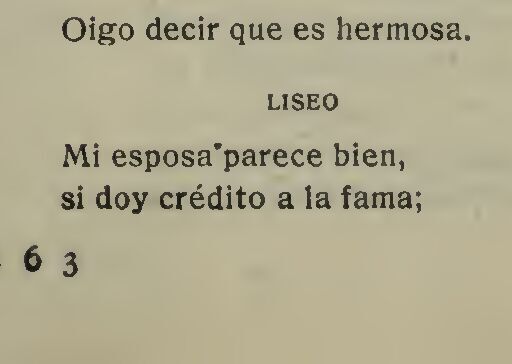 Oigo decir que es hermosa.
LISEO
Mi esposa parece bien,
si doy crédito a la fama;
6 3